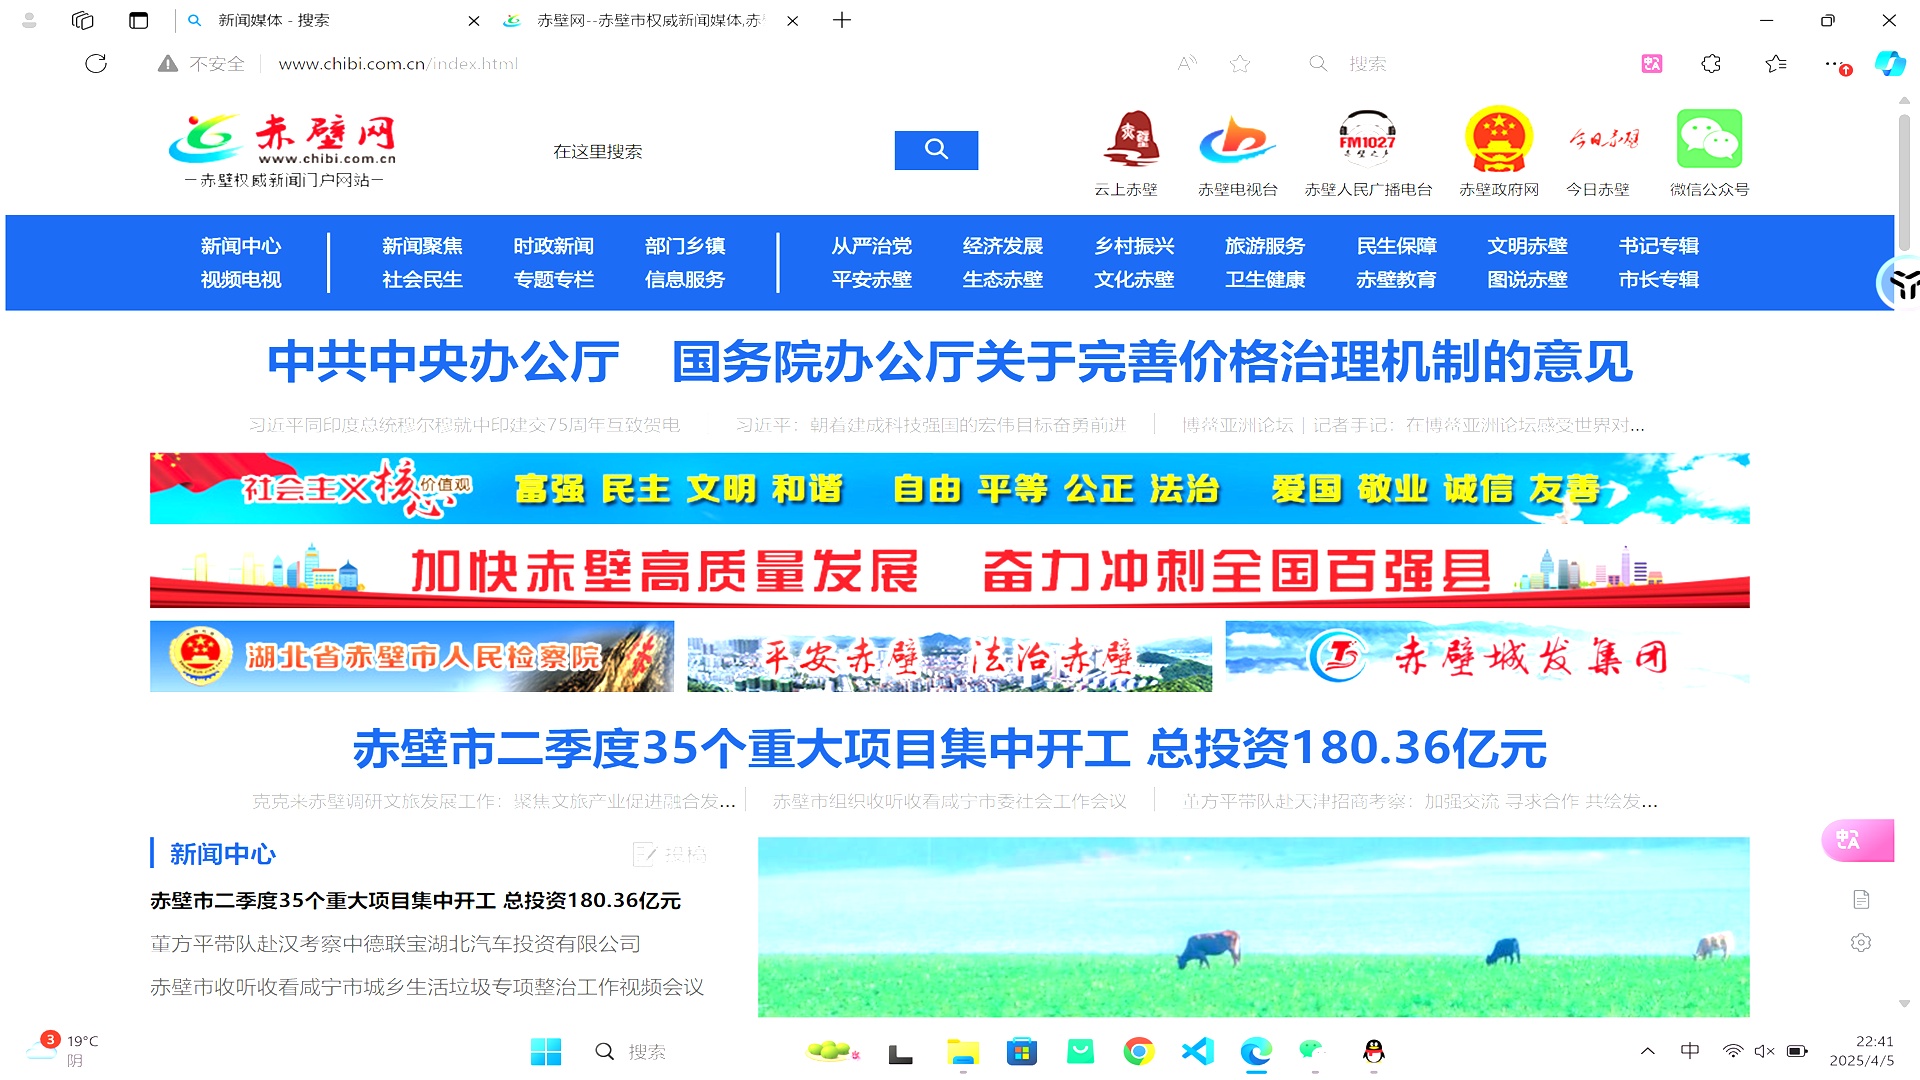 新闻媒体 - 搜索
赤壁网--赤壁市权威新闻媒体,赤
不安全
www.chibi.com.cn/index.html
搜索
赤壁网
www.chibi.com.cn
—赤壁权威新闻门户网站—
在这里搜索
赤壁
FM1027
赤壁之声
今日赤壁
云上赤壁 赤壁电视台 赤壁人民广播电台 赤壁政府网 今日赤壁 微信公众号
新闻中心 新闻聚焦 时政新闻 部门乡镇 从严治党 经济发展 乡村振兴 旅游服务 民生保障 文明赤壁 书记专辑
视频电视 社会民生 专题专栏 信息服务 平安赤壁 生态赤壁 文化赤壁 卫生健康 赤壁教育 图说赤壁 市长专辑
中共中央办公厅 国务院办公厅关于完善价格治理机制的意见
习近平同印度总统穆尔穆就中印建交75周年互致贺电 习近平：朝着建成科技强国的宏伟目标奋勇前进 博鳌亚洲论坛｜记者手记：在博鳌亚洲论坛感受世界对...
社会主义核心价值观 富强 民主 文明 和谐 自由 平等 公正 法治 爱国 敬业 诚信 友善
加快赤壁高质量发展 奋力冲刺全国百强县
湖北省赤壁市人民检察院 平安赤壁 法治赤壁 赤壁城发集团
赤壁市二季度35个重大项目集中开工 总投资180.36亿元
克克来赤壁调研文旅发展工作：聚焦文旅产业促进融合发... 赤壁市组织收听收看咸宁市委社会工作会议 董方平带队赴天津招商考察：加强交流 寻求合作 共绘发...
新闻中心
投稿
赤壁市二季度35个重大项目集中开工 总投资180.36亿元
董方平带队赴汉考察中德联宝湖北汽车投资有限公司
赤壁市收听收看咸宁市城乡生活垃圾专项整治工作视频会议
3
19°C
阴
搜索
中
22:41
2025/4/5